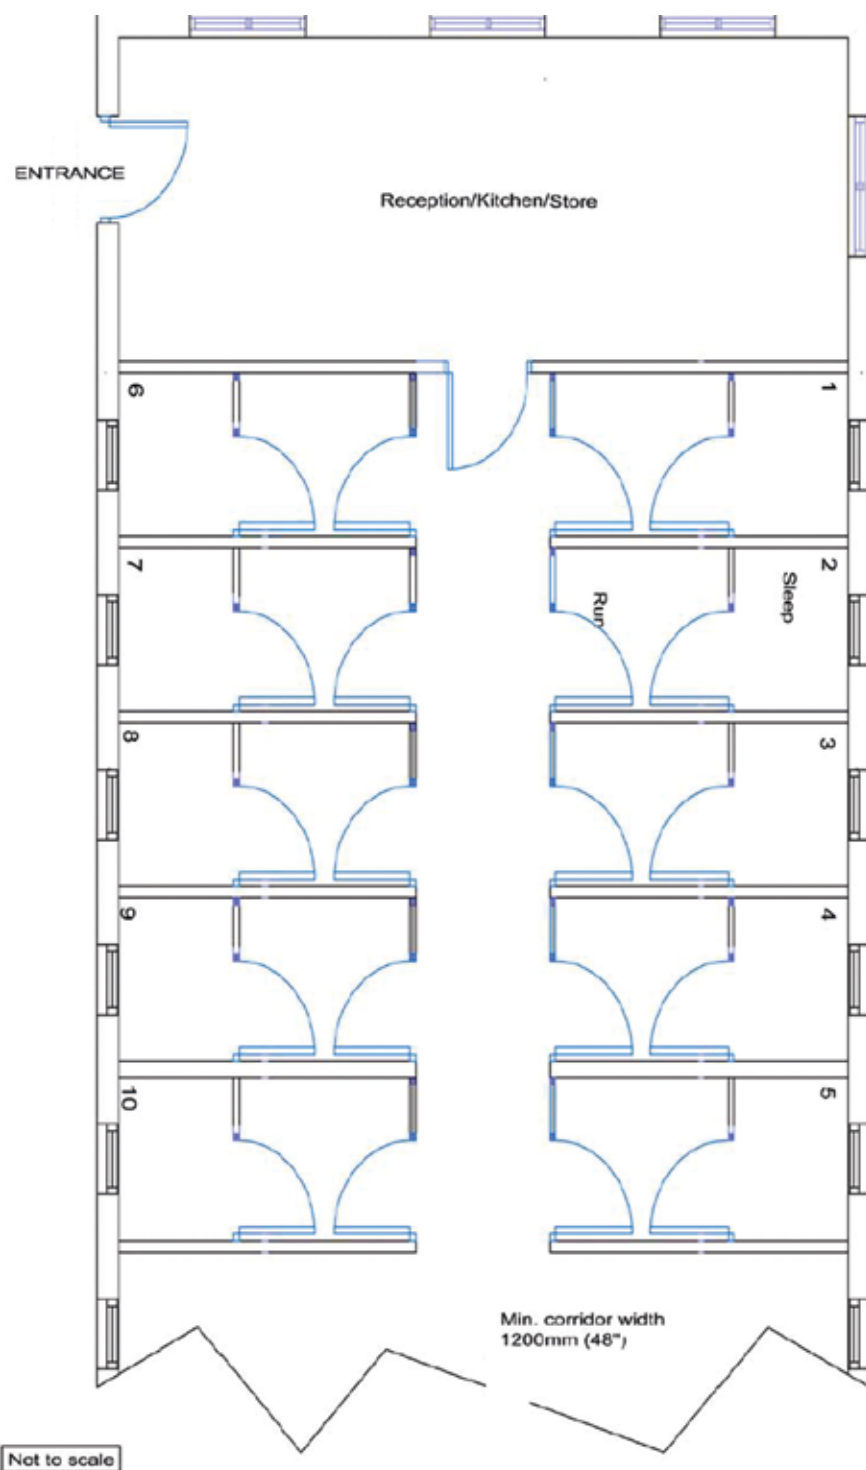 ENTRANCE
Reception/Kitchen/Store
6
1
7
2
Run
Sleep
8
3
9
4
10
5
Min. corridor width
1200mm (48")
Not to scale